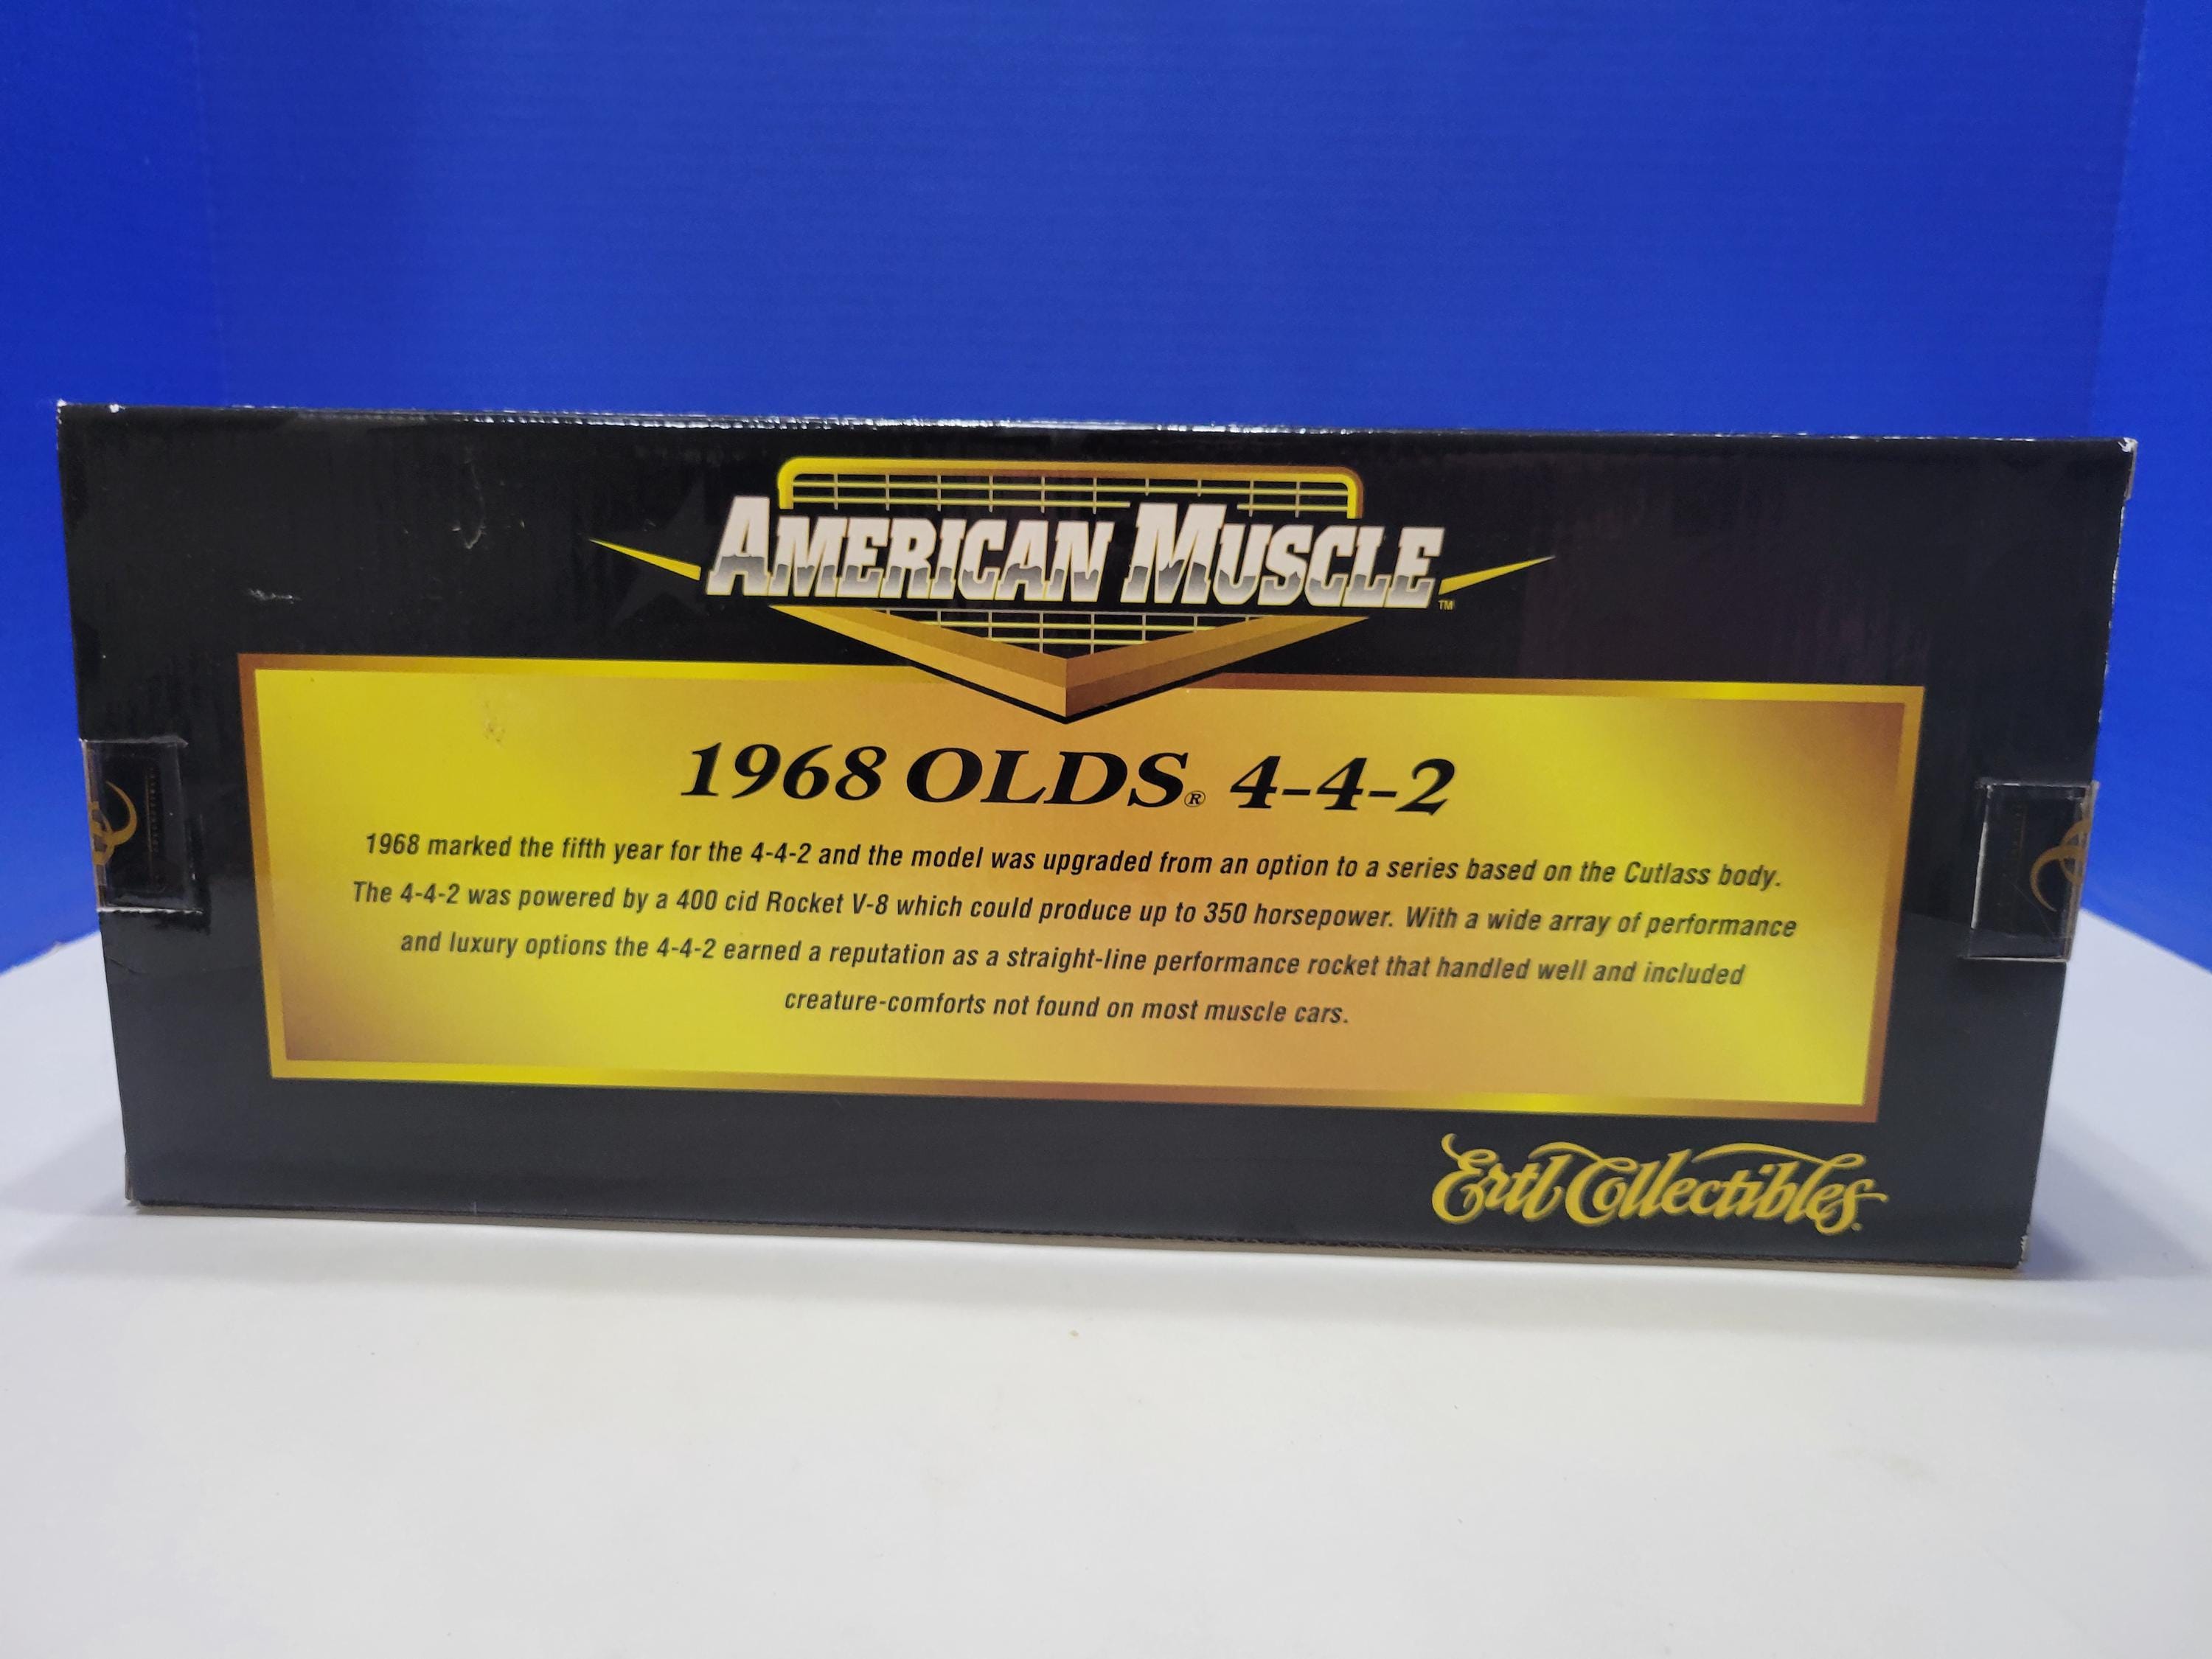 AMERICAN MUSCLE™
1968 OLDS® 4-4-2
1968 marked the fifth year for the 4-4-2 and the model was upgraded from an option to a series based on the Cutlass body.
The 4-4-2 was powered by a 400 cid Rocket V-8 which could produce up to 350 horsepower. With a wide array of performance
and luxury options the 4-4-2 earned a reputation as a straight-line performance rocket that handled well and included
creature-comforts not found on most muscle cars.
Ertl Collectibles®